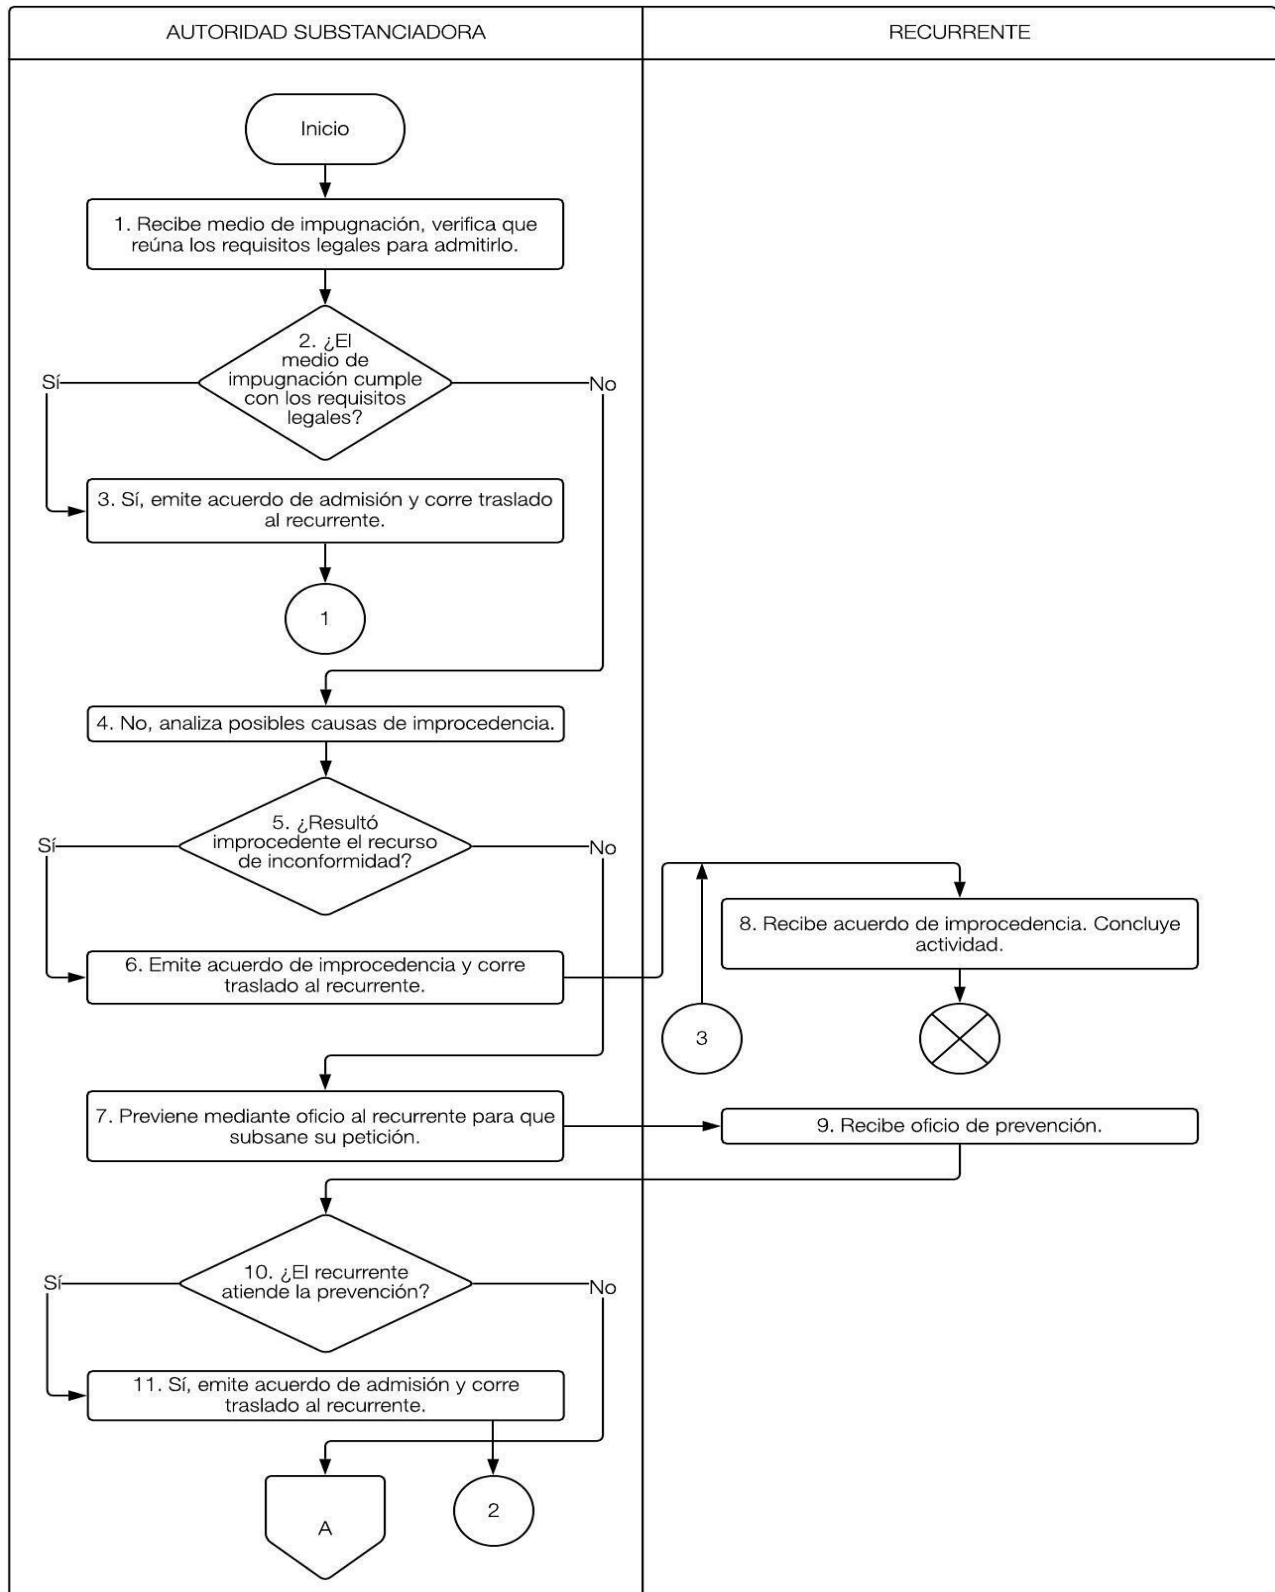 AUTORIDAD SUBSTANCIADORA
RECURRENTE
Inicio
1. Recibe medio de impugnación, verifica que
reúna los requisitos legales para admitirlo.
2. ¿El
medio de
impugnación cumple
con los requisitos
legales?
Sí
No
3. Sí, emite acuerdo de admisión y corre traslado
al recurrente.
1
4. No, analiza posibles causas de improcedencia.
5. ¿Resultó
improcedente el recurso
de inconformidad?
Sí
No
6. Emite acuerdo de improcedencia y corre
traslado al recurrente.
8. Recibe acuerdo de improcedencia. Concluye
actividad.
3
7. Previene mediante oficio al recurrente para que
subsane su petición.
9. Recibe oficio de prevención.
10. ¿El recurrente
atiende la prevención?
Sí
No
11. Sí, emite acuerdo de admisión y corre
traslado al recurrente.
A
2